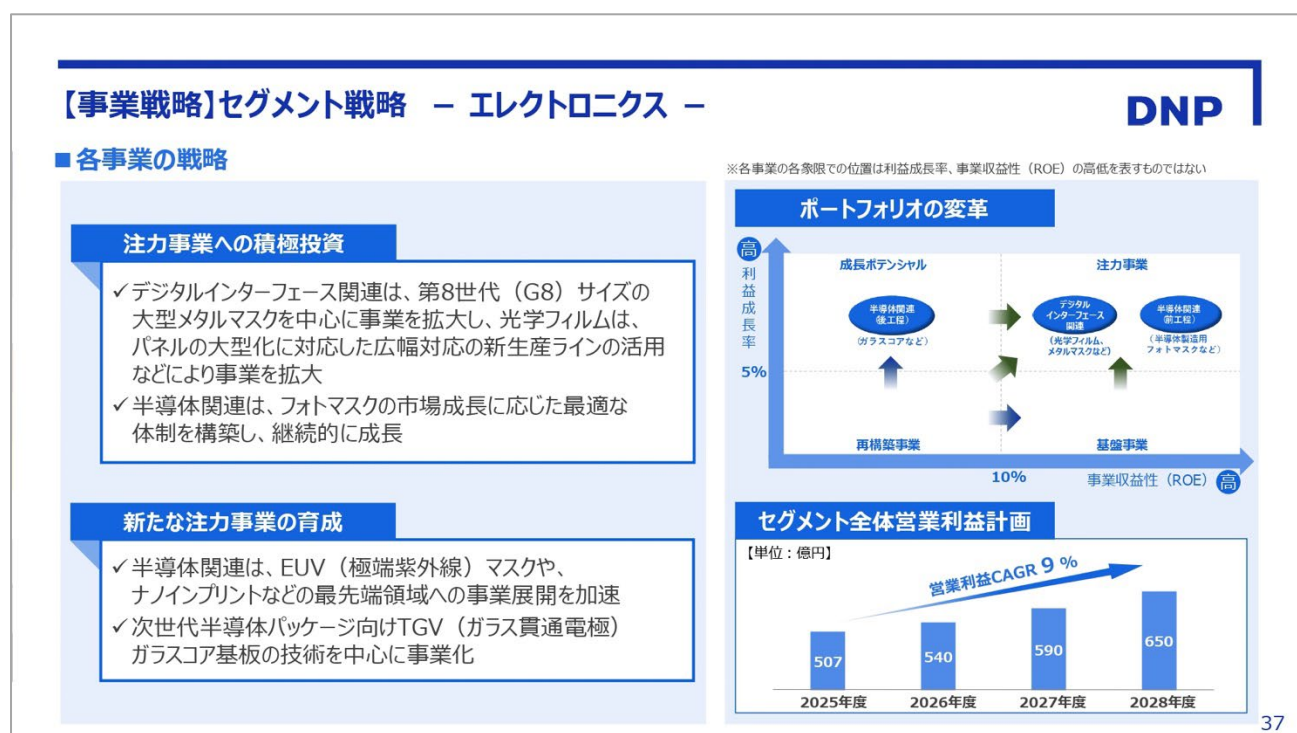 【事業戦略】セグメント戦略 － エレクトロニクス －
DNP
■各事業の戦略
注力事業への積極投資
✓デジタルインターフェース関連は、第8世代（G8）サイズの
大型メタルマスクを中心に事業を拡大し、光学フィルムは、
パネルの大型化に対応した広幅対応の新生産ラインの活用
などにより事業を拡大
✓半導体関連は、フォトマスクの市場成長に応じた最適な
体制を構築し、継続的に成長
新たな注力事業の育成
✓半導体関連は、EUV（極端紫外線）マスクや、
ナノインプリントなどの最先端領域への事業展開を加速
✓次世代半導体パッケージ向けTGV（ガラス貫通電極）
ガラスコア基板の技術を中心に事業化
※各事業の各象限での位置は利益成長率、事業収益性（ROE）の高低を表すものではない
ポートフォリオの変革
高
利益成長率
5%
成長ポテンシャル
注力事業
半導体関連
（後工程）
（ガラスコアなど）
デジタル
インターフェース
関連
（光学フィルム、
メタルマスクなど）
半導体関連
（前工程）
（半導体製造用
フォトマスクなど）
再構築事業
基盤事業
10%
事業収益性（ROE）
高
セグメント全体営業利益計画
【単位：億円】
営業利益CAGR 9 %
507
540
590
650
2025年度
2026年度
2027年度
2028年度
37